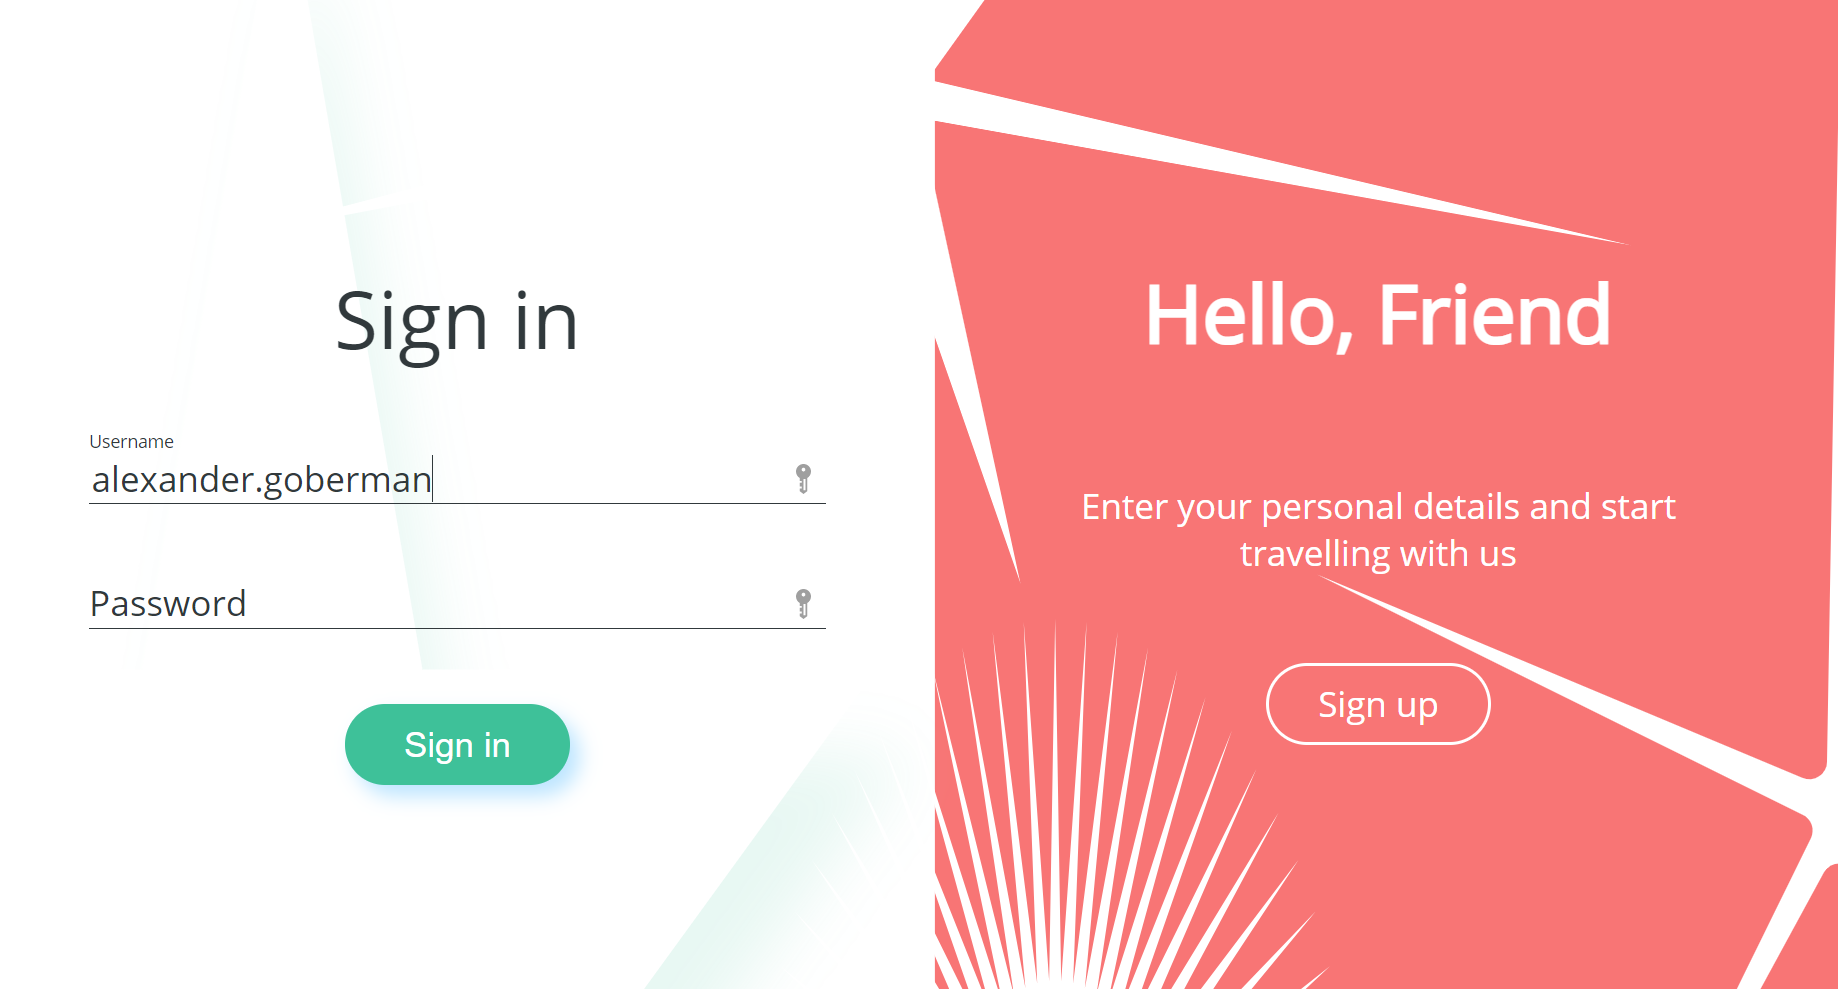 Sign in
Username
alexander.goberman
Password
Sign in
Hello, Friend
Enter your personal details and start
travelling with us
Sign up